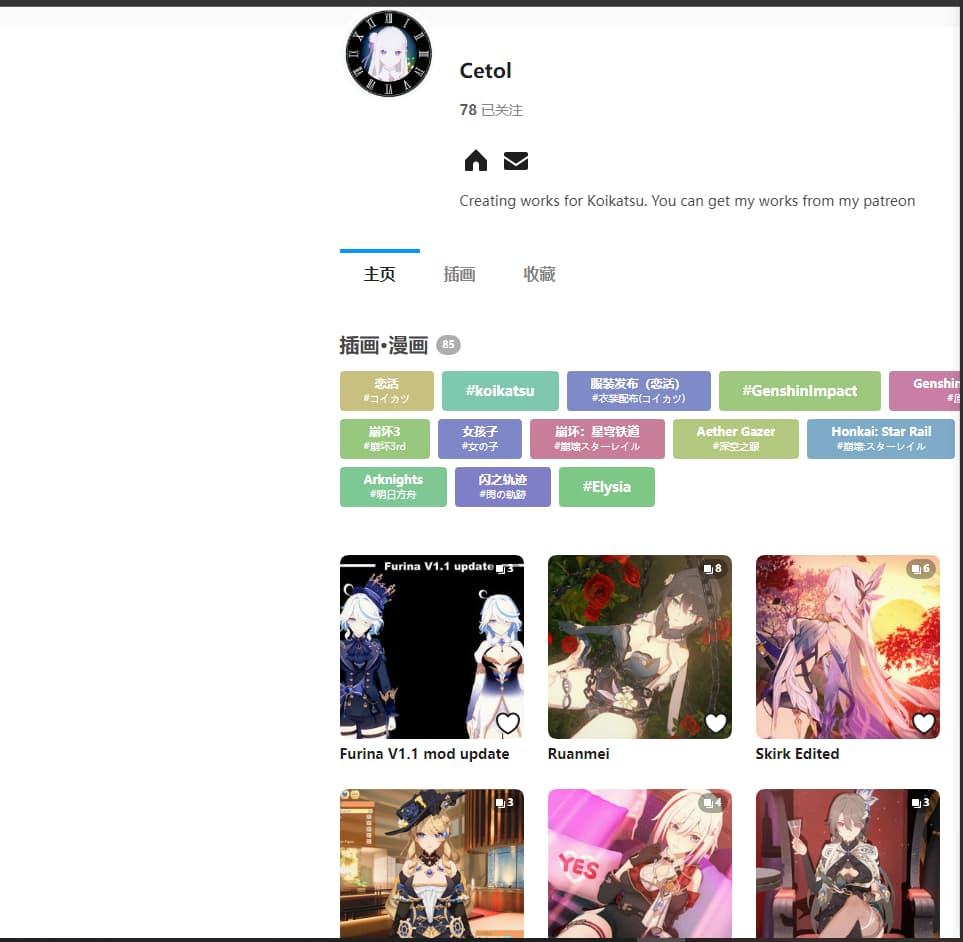 Cetol
78 已关注
Creating works for Koikatsu. You can get my works from my patreon
主页 插画 收藏
插画•漫画 85
恋活
#コイカツ
#koikatsu
服装发布（恋活）
#衣装配布(コイカツ)
#GenshinImpact
Genshin
崩坏3
#崩坏3rd
女孩子
#女の子
崩坏：星穹铁道
#崩壊スターレイル
Aether Gazer
#深空之眼
Honkai: Star Rail
#崩壊:スターレイル
Arknights
#明日方舟
闪之轨迹
#閃の軌跡
#Elysia
Furina V1.1 mod update
3
8
6
Furina V1.1 mod update
Ruanmei
Skirk Edited
3
4
3
YES